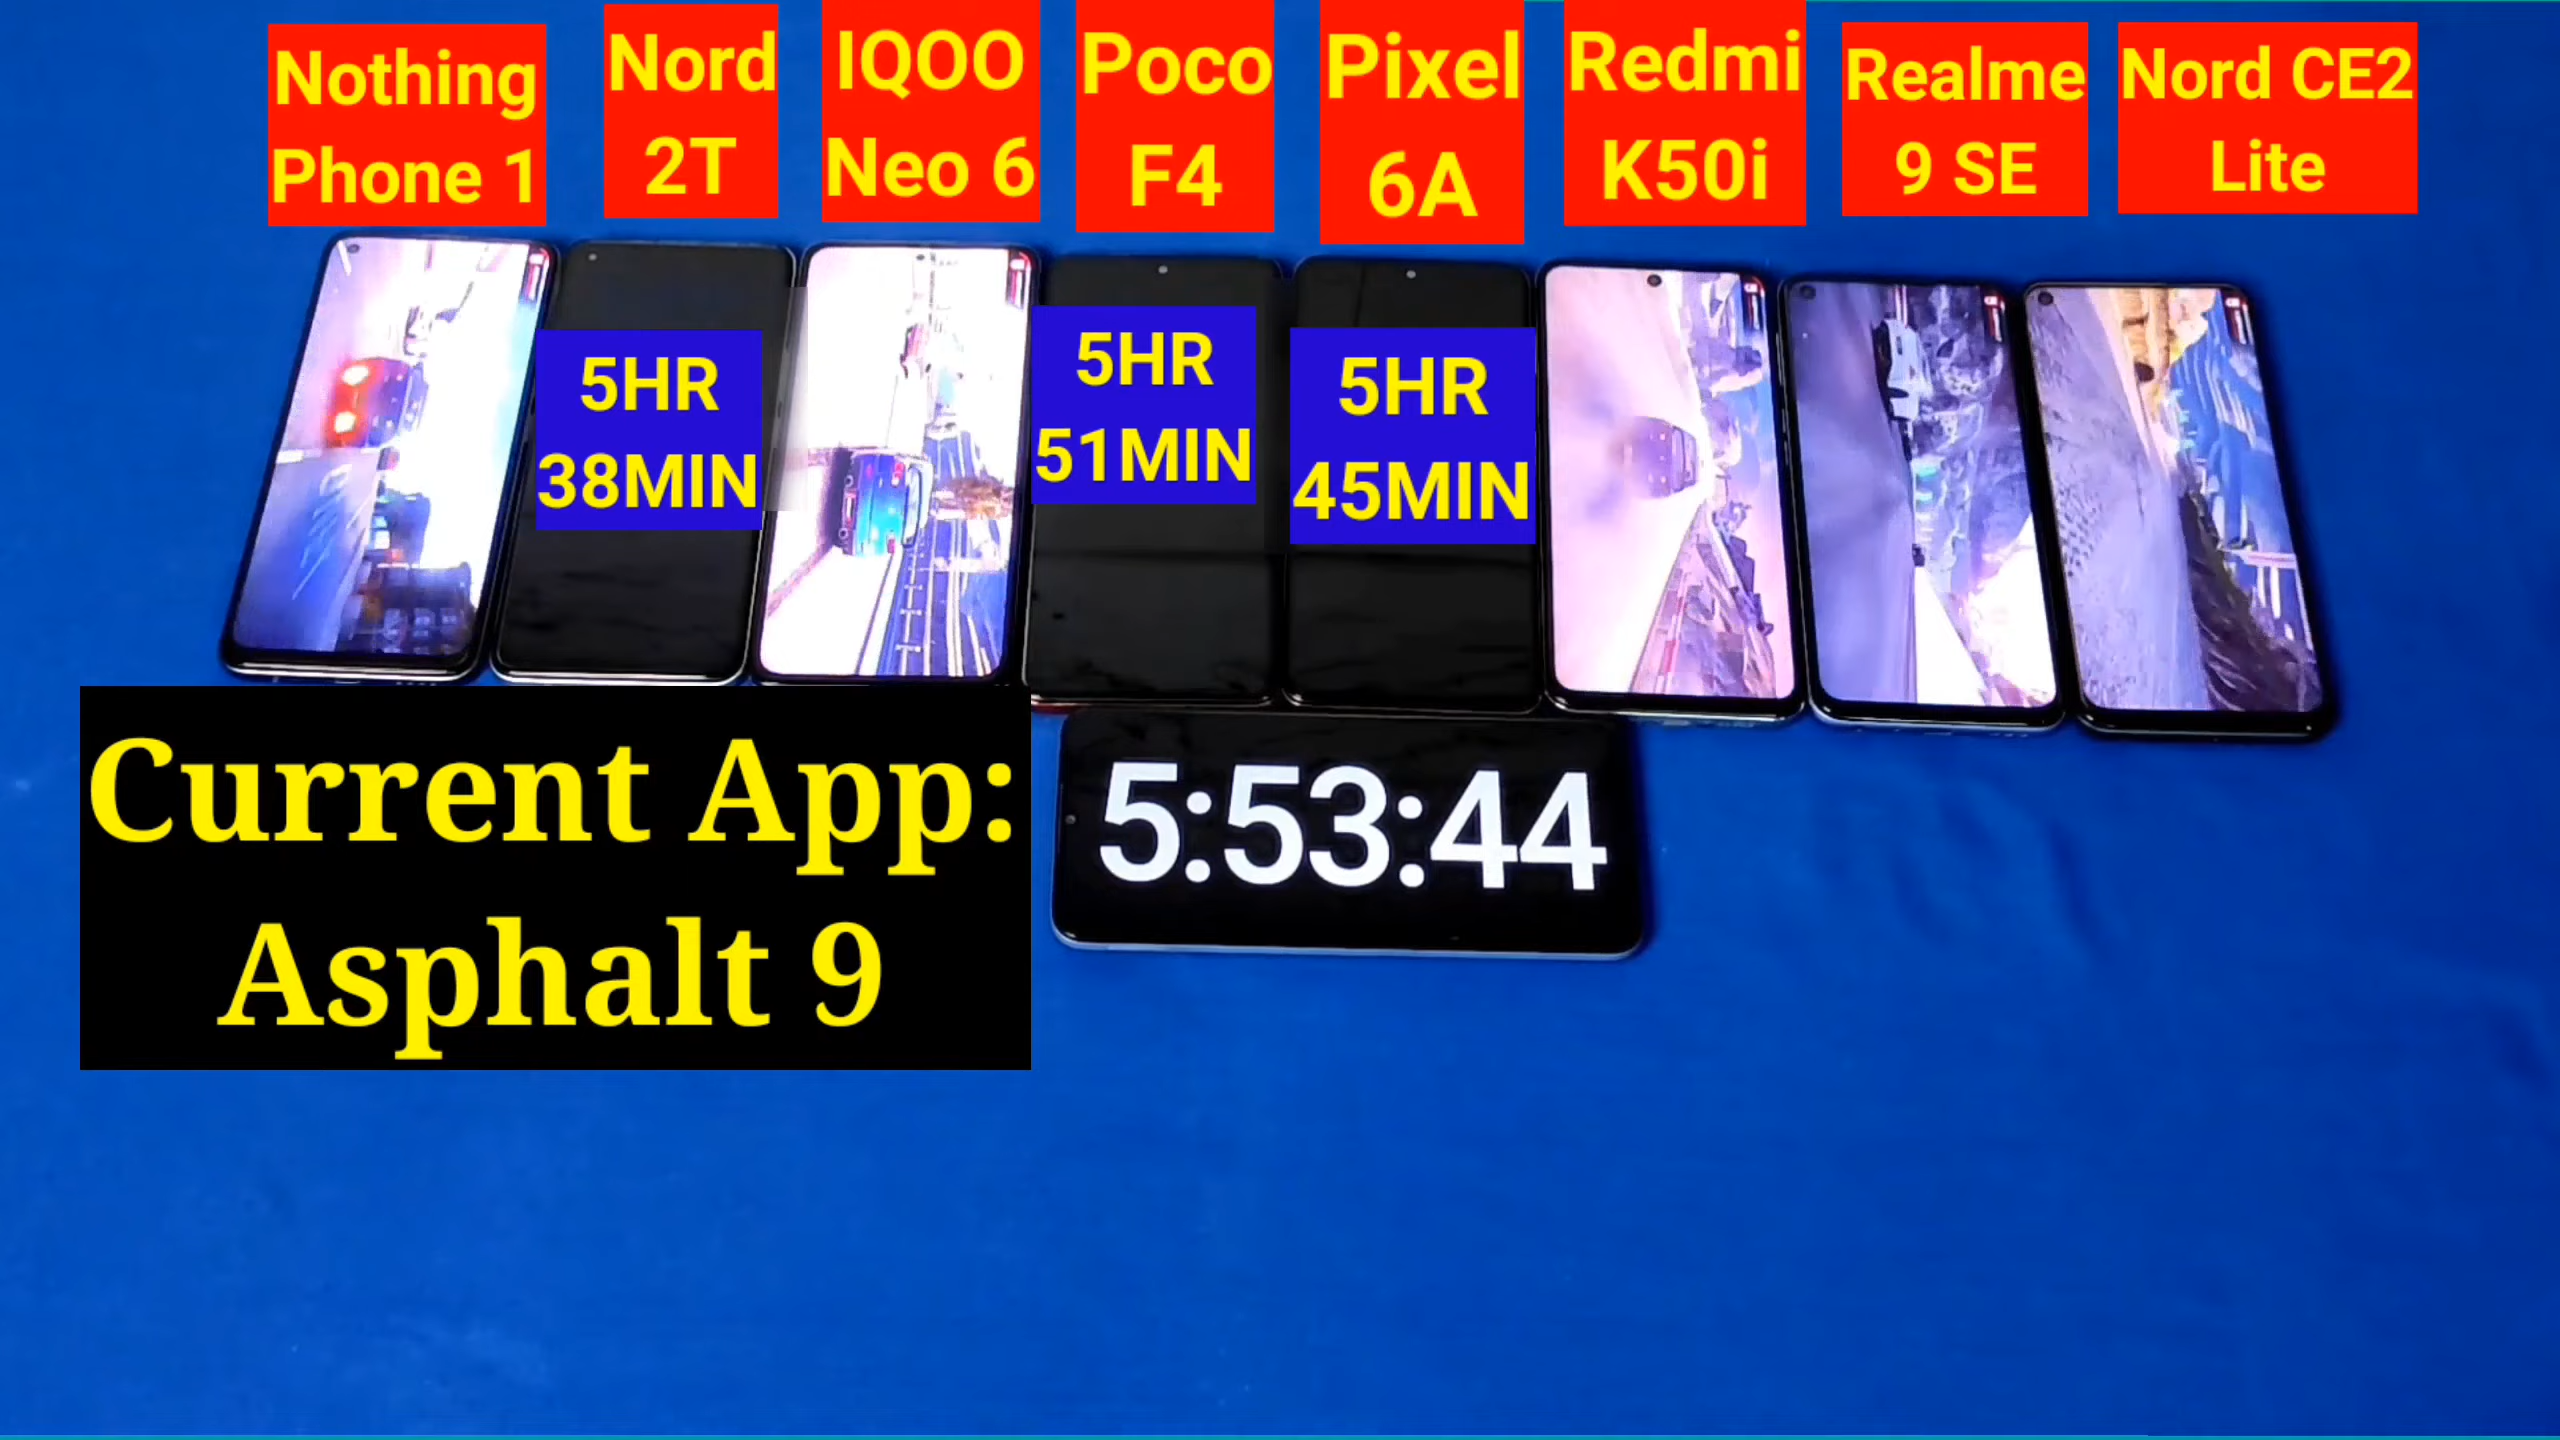 Nothing
Phone 1
Nord
2T
IQOO
Neo 6
Poco
F4
Pixel
6A
Redmi
K50i
Realme
9 SE
Nord CE2
Lite
5HR
38MIN
5HR
51MIN
5HR
45MIN
Current App:
Asphalt 9
5:53:44